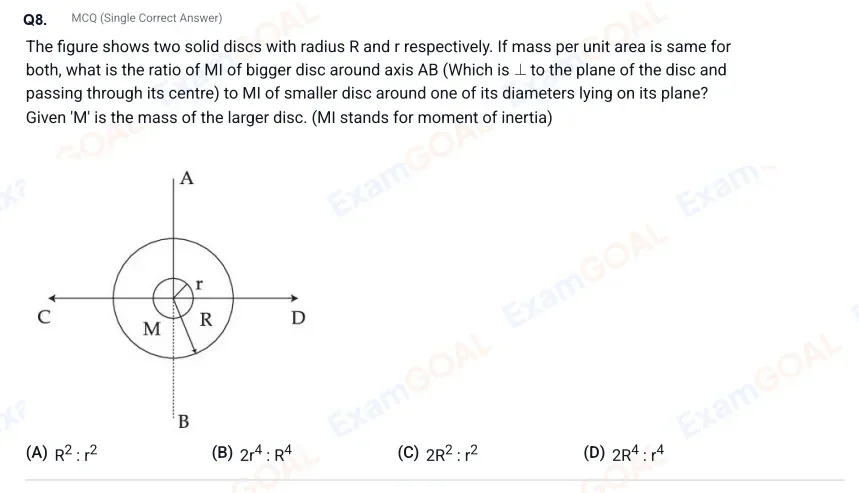 Q8. MCQ (Single Correct Answer)
The figure shows two solid discs with radius R and r respectively. If mass per unit area is same for
both, what is the ratio of MI of bigger disc around axis AB (Which is ⊥ to the plane of the disc and
passing through its centre) to MI of smaller disc around one of its diameters lying on its plane?
Given 'M' is the mass of the larger disc. (MI stands for moment of inertia)
A
r
C
M
R
D
B
(A) R² : r² (B) 2r⁴ : R⁴ (C) 2R² : r² (D) 2R⁴ : r⁴
ExamGOAL
ExamGOAL
ExamGOAL
ExamGOAL